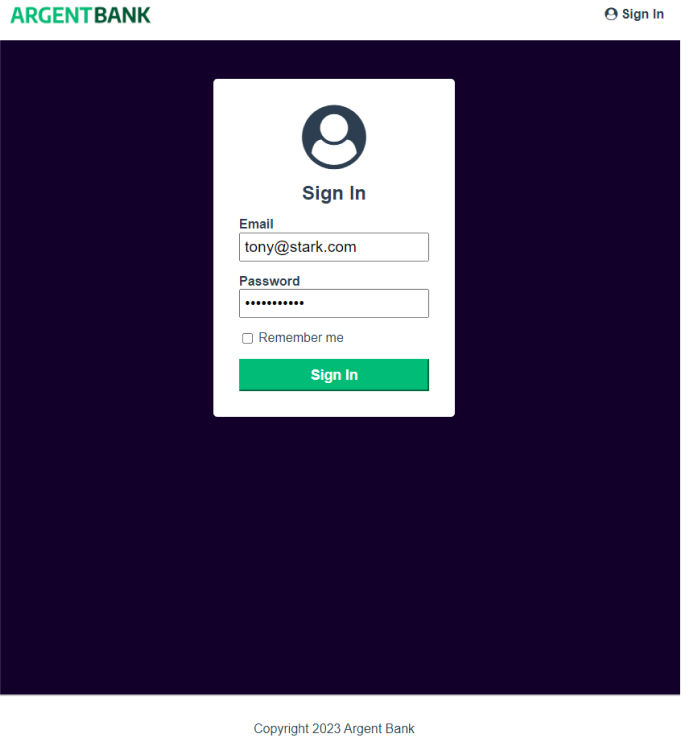 ARGENTBANK
Sign In
Sign In
Email
tony@stark.com
Password
•••••••••••
Remember me
Sign In
Copyright 2023 Argent Bank